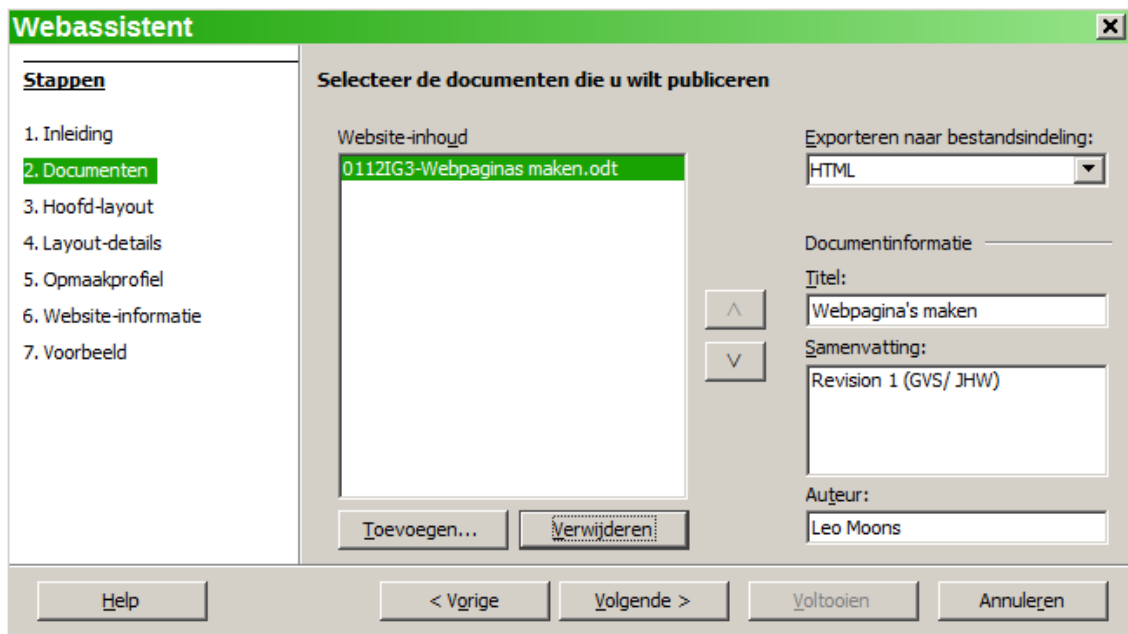 Webassistent
Stappen
1. Inleiding
2. Documenten
3. Hoofd-layout
4. Layout-details
5. Opmaakprofiel
6. Website-informatie
7. Voorbeeld
Selecteer de documenten die u wilt publiceren
Website-inhoud
0112IG3-Webpaginas maken.odt
Toevoegen...
Verwijderen
Exporteren naar bestandsindeling:
HTML
Documentinformatie
Titel:
Webpagina's maken
Samenvatting:
Revision 1 (GVS/ JHW)
Auteur:
Leo Moons
Help
< Vorige
Volgende >
Voltooien
Annuleren